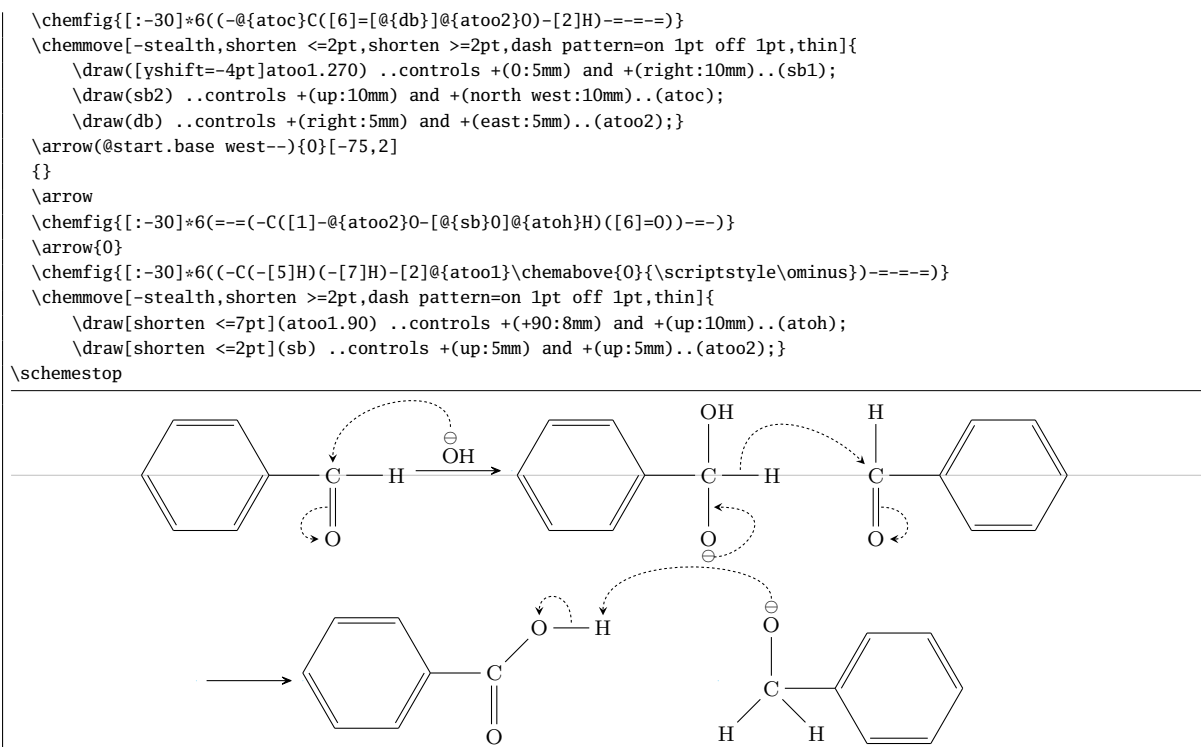 \chemfig{[:-30]*6((-@{atoc}C([6]=[@{db}]@{atoo2}O)-[2]H)-=-=-=)}
\chemmove[-stealth,shorten <=2pt,shorten >=2pt,dash pattern=on 1pt off 1pt,thin]{
\draw([yshift=-4pt]atoo1.270) ..controls +(0:5mm) and +(right:10mm)..(sb1);
\draw(sb2) ..controls +(up:10mm) and +(north west:10mm)..(atoc);
\draw(db) ..controls +(right:5mm) and +(east:5mm)..(atoo2);}
\arrow(@start.base west--){0}[-75,2]
{}
\arrow
\chemfig{[:-30]*6(=-=(-C([1]-@{atoo2}O-[@{sb}0]@{atoh}H)([6]=O))-=-)}
\arrow{0}
\chemfig{[:-30]*6((-C(-[5]H)(-[7]H)-[2]@{atoo1}\chemabove{O}{\scriptstyle\ominus})-=-=-=)}
\chemmove[-stealth,shorten >=2pt,dash pattern=on 1pt off 1pt,thin]{
\draw[shorten <=7pt](atoo1.90) ..controls +(+90:8mm) and +(up:10mm)..(atoh);
\draw[shorten <=2pt](sb) ..controls +(up:5mm) and +(up:5mm)..(atoo2);}
\schemestop
OH H
⊖
OH
C H C H C
O O O
⊖
⊖
O H O
C C
O H H